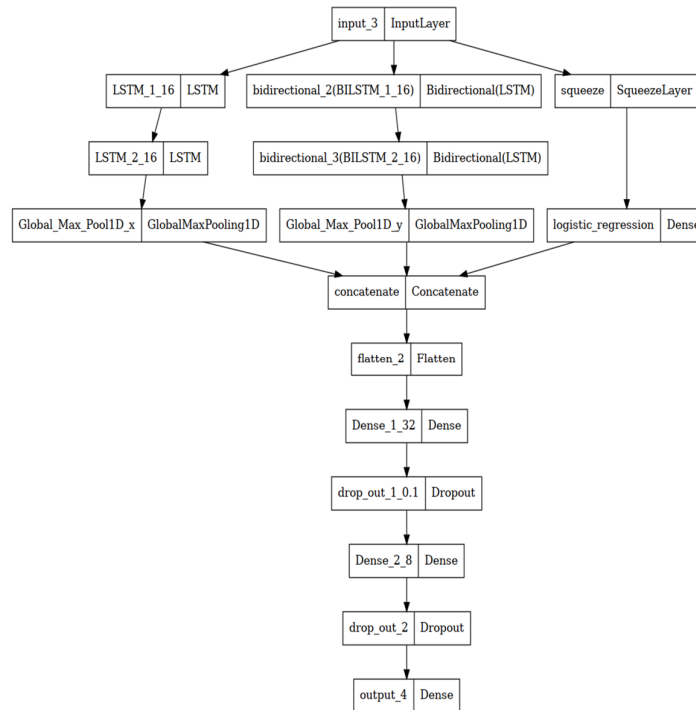 input_3 InputLayer
LSTM_1_16 LSTM bidirectional_2(BILSTM_1_16) Bidirectional(LSTM) squeeze SqueezeLayer
LSTM_2_16 LSTM bidirectional_3(BILSTM_2_16) Bidirectional(LSTM)
Global_Max_Pool1D_x GlobalMaxPooling1D Global_Max_Pool1D_y GlobalMaxPooling1D logistic_regression Dense
concatenate Concatenate
flatten_2 Flatten
Dense_1_32 Dense
drop_out_1_0.1 Dropout
Dense_2_8 Dense
drop_out_2 Dropout
output_4 Dense